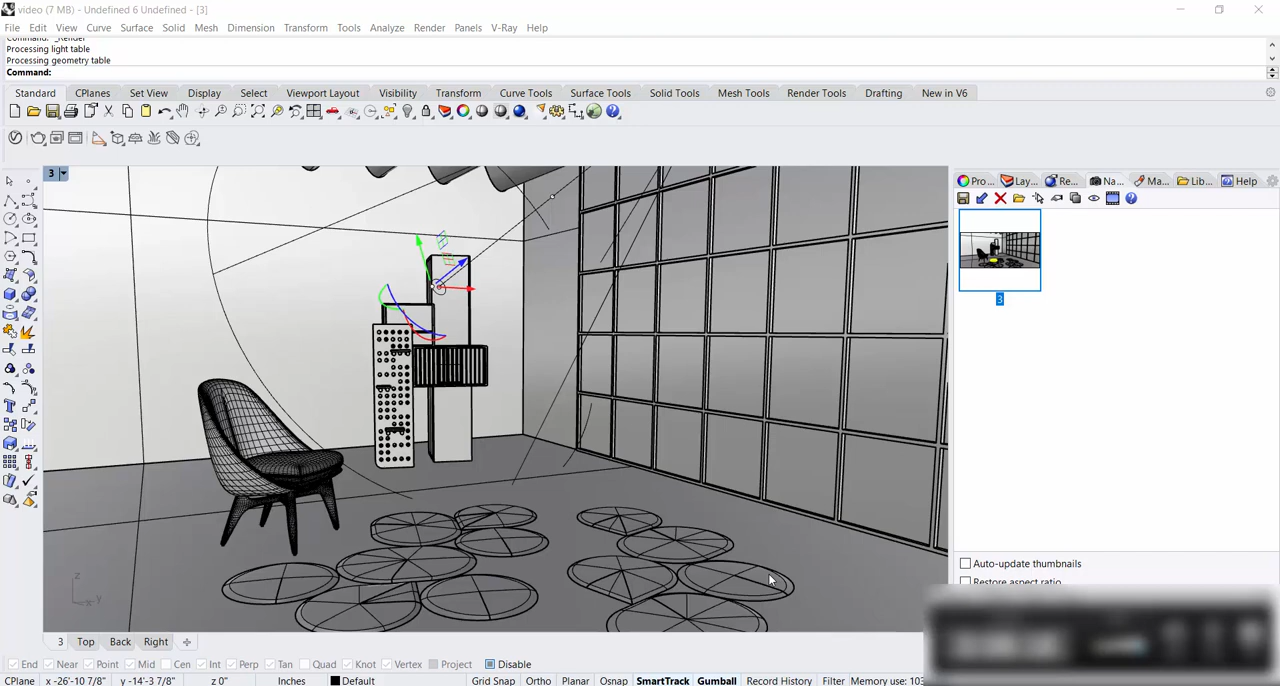 video (7 MB) - Undefined 6 Undefined - [3]
File Edit View Curve Surface Solid Mesh Dimension Transform Tools Analyze Render Panels V-Ray Help
Command: _Render
Processing light table
Processing geometry table
Command:
Standard CPlanes Set View Display Select Viewport Layout Visibility Transform Curve Tools Surface Tools Solid Tools Mesh Tools Render Tools Drafting New in V6
3
Pro... Lay... Re... Na... Ma... Lib... Help
3
Auto-update thumbnails
Restore aspect ratio
z
x y
3 Top Back Right
End Near Point Mid Cen Int Perp Tan Quad Knot Vertex Project Disable
CPlane x -26'-10 7/8" y -14'-3 7/8" z 0" Inches Default Grid Snap Ortho Planar Osnap SmartTrack Gumball Record History Filter Memory use: 103